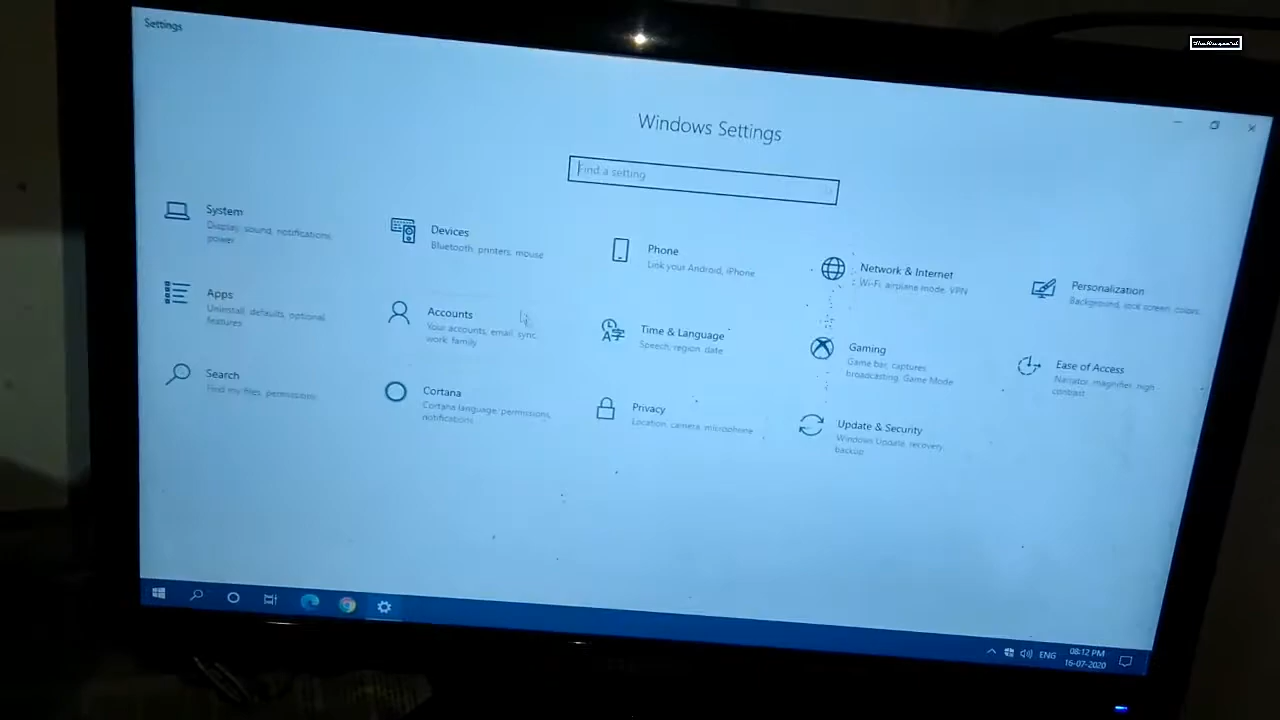 Settings
Windows Settings
Find a setting
System
Display, sound, notifications,
power
Devices
Bluetooth, printers, mouse
Phone
Link your Android, iPhone
Network & Internet
Wi-Fi, airplane mode, VPN
Personalization
Background, lock screen, colors
Apps
Uninstall, defaults, optional
features
Accounts
Your accounts, email, sync,
work, family
Time & Language
Speech, region, date
Gaming
Game bar, captures,
broadcasting, Game Mode
Ease of Access
Narrator, magnifier, high
contrast
Search
Find my files, permissions
Cortana
Cortana language, permissions,
notifications
Privacy
Location, camera, microphone
Update & Security
Windows Update, recovery,
backup
ENG
08:12 PM
16-07-2020